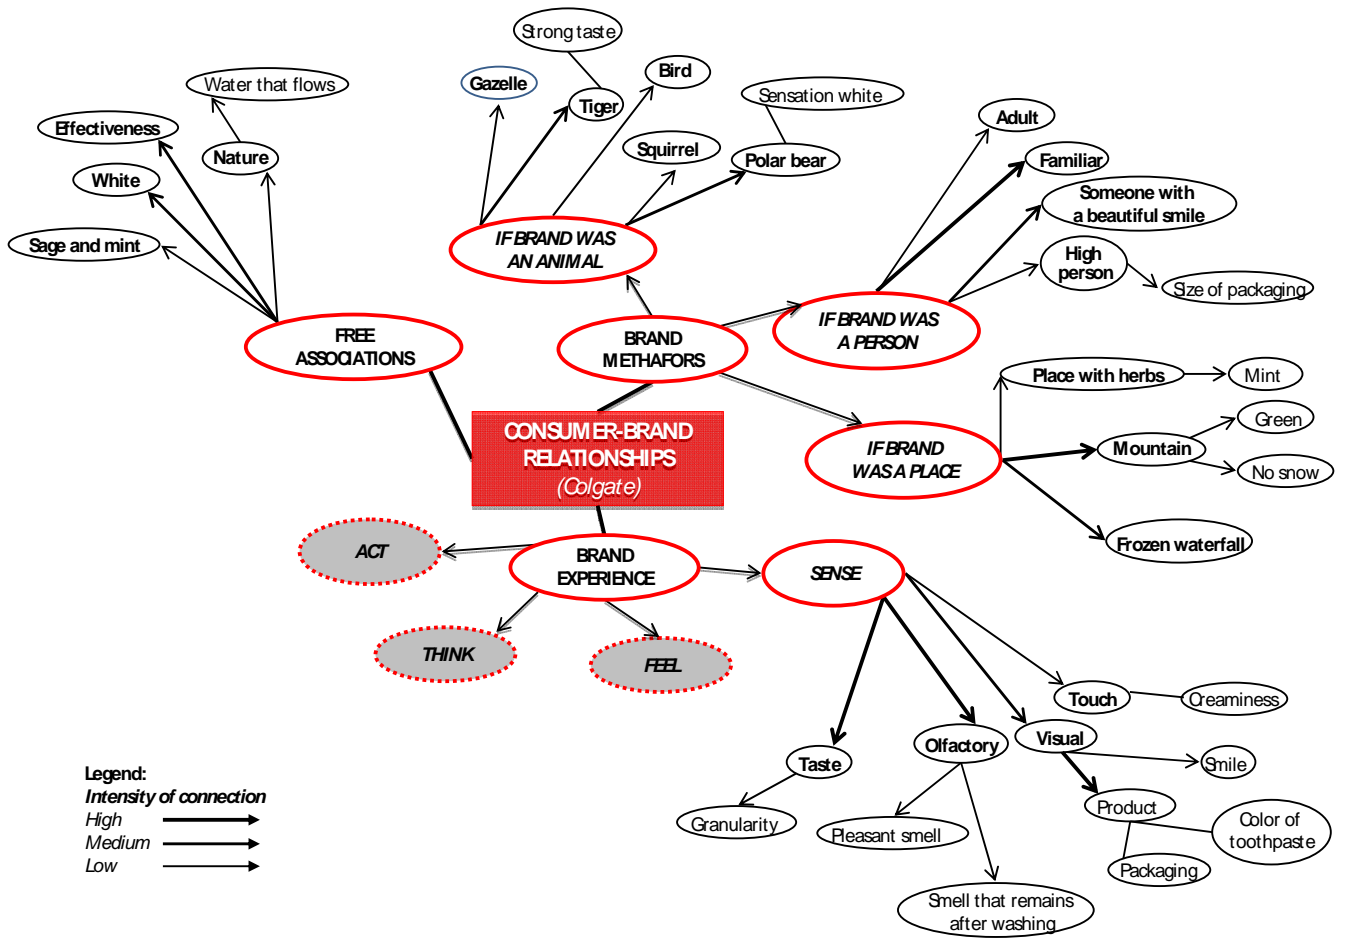 Strong taste
Gazelle
Bird
Tiger
Water that flows
Sensation white
Effectiveness
Adult
Nature
Squirrel
Polar bear
Familiar
White
Someone with
a beautiful smile
Sage and mint
IF BRAND WAS
AN ANIMAL
High
person
Size of packaging
FREE
ASSOCIATIONS
BRAND
METHAFORS
IF BRAND WAS
A PERSON
Place with herbs
Mint
Green
CONSUMER-BRAND
RELATIONSHIPS
(Colgate)
IF BRAND
WAS A PLACE
Mountain
No snow
Frozen waterfall
ACT
BRAND
EXPERIENCE
SENSE
THINK
FEEL
Touch
Creaminess
Taste
Olfactory
Visual
Smile
Granularity
Pleasant smell
Product
Color of
toothpaste
Packaging
Smell that remains
after washing
Legend:
Intensity of connection
High
Medium
Low